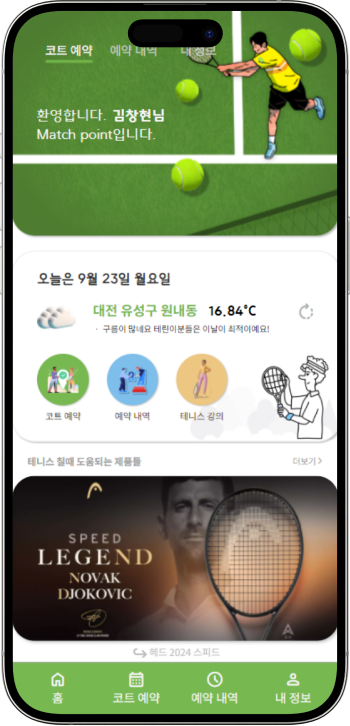 코트 예약 예약 내역 내 정보
환영합니다. 김창현님
Match point입니다.
오늘은 9월 23일 월요일
대전 유성구 원내동 16.84°C
· 구름이 많네요 테린이분들은 이날이 최적이예요!
코트 예약 예약 내역 테니스 강의
테니스 칠때 도움되는 제품들 더보기 >
SPEED
LEGEND
NOVAK
DJOKOVIC
헤드 2024 스피드
홈 코트 예약 예약 내역 내 정보